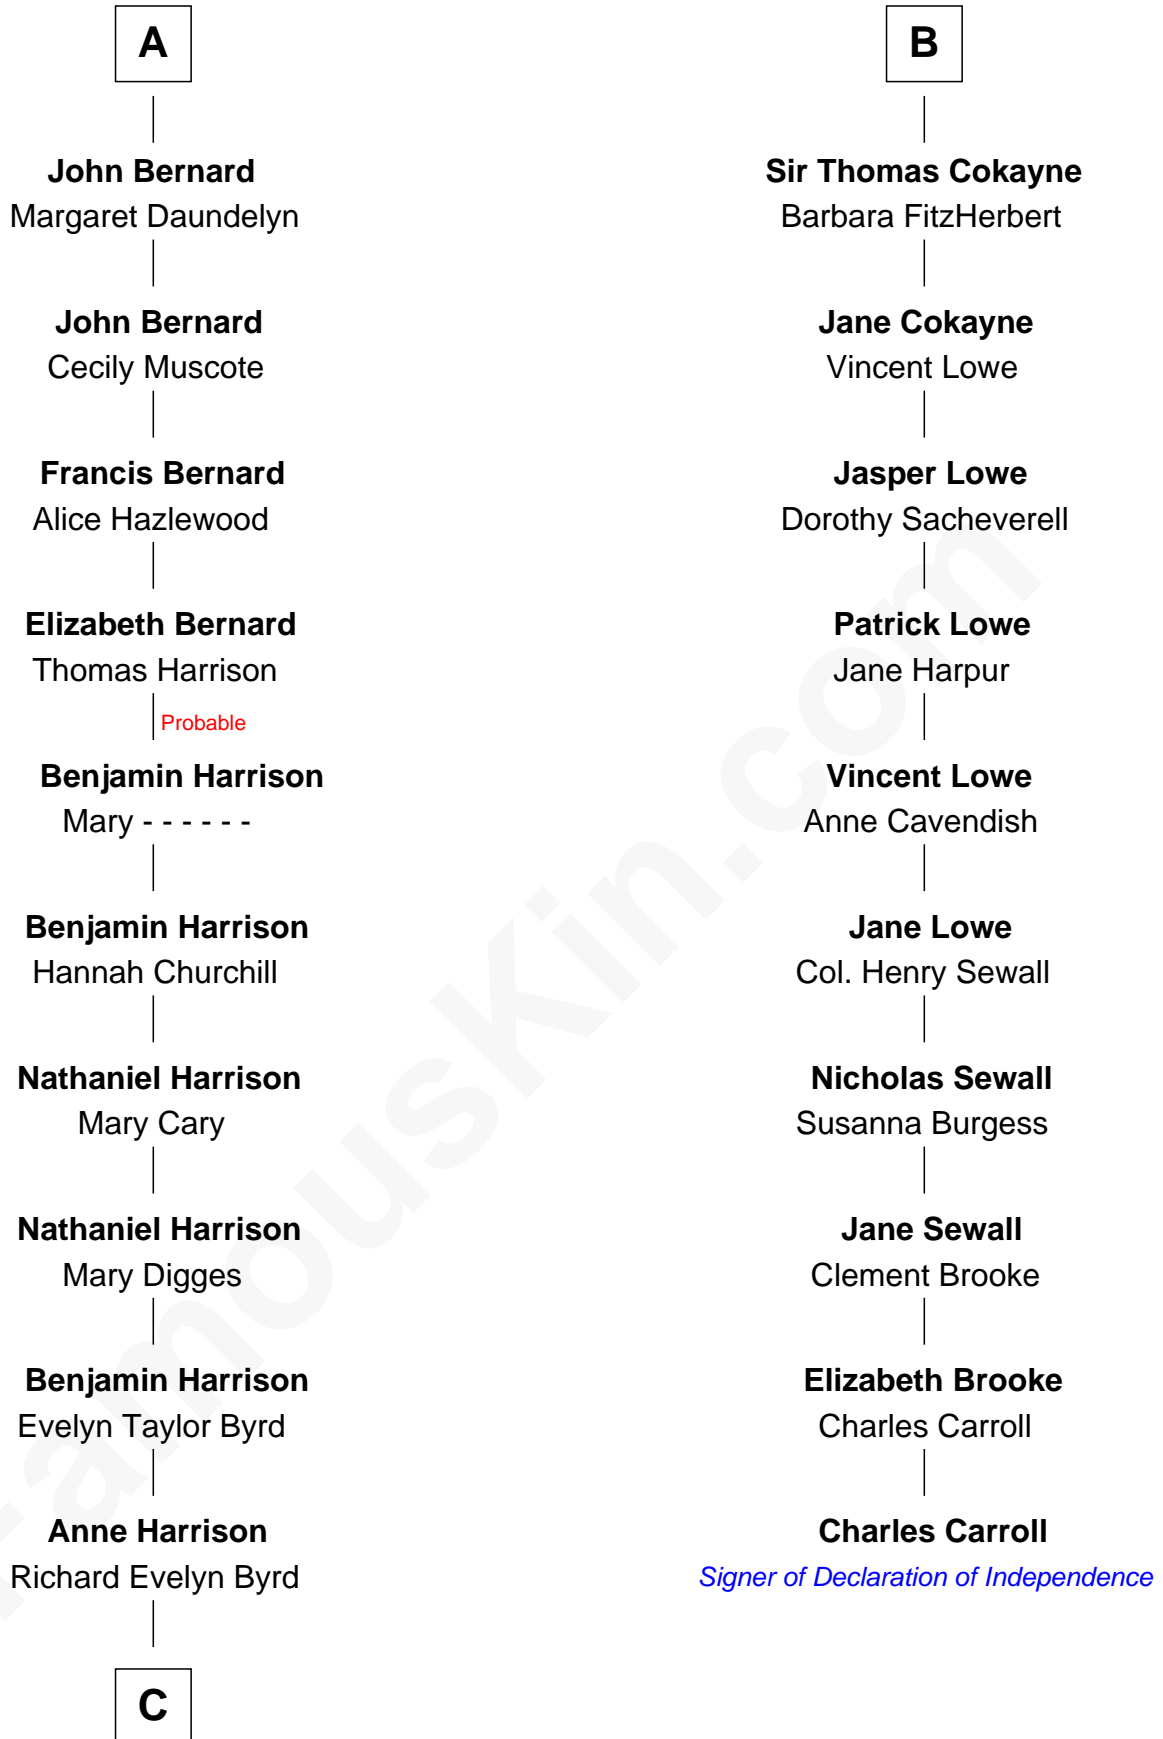 A
John Bernard
Margaret Daundelyn
John Bernard
Cecily Muscote
Francis Bernard
Alice Hazlewood
Elizabeth Bernard
Thomas Harrison
Probable
Benjamin Harrison
Mary - - - - - -
Benjamin Harrison
Hannah Churchill
Nathaniel Harrison
Mary Cary
Nathaniel Harrison
Mary Digges
Benjamin Harrison
Evelyn Taylor Byrd
Anne Harrison
Richard Evelyn Byrd
C
B
Sir Thomas Cokayne
Barbara FitzHerbert
Jane Cokayne
Vincent Lowe
Jasper Lowe
Dorothy Sacheverell
Patrick Lowe
Jane Harpur
Vincent Lowe
Anne Cavendish
Jane Lowe
Col. Henry Sewall
Nicholas Sewall
Susanna Burgess
Jane Sewall
Clement Brooke
Elizabeth Brooke
Charles Carroll
Charles Carroll
Signer of Declaration of Independence
FamousKin.com